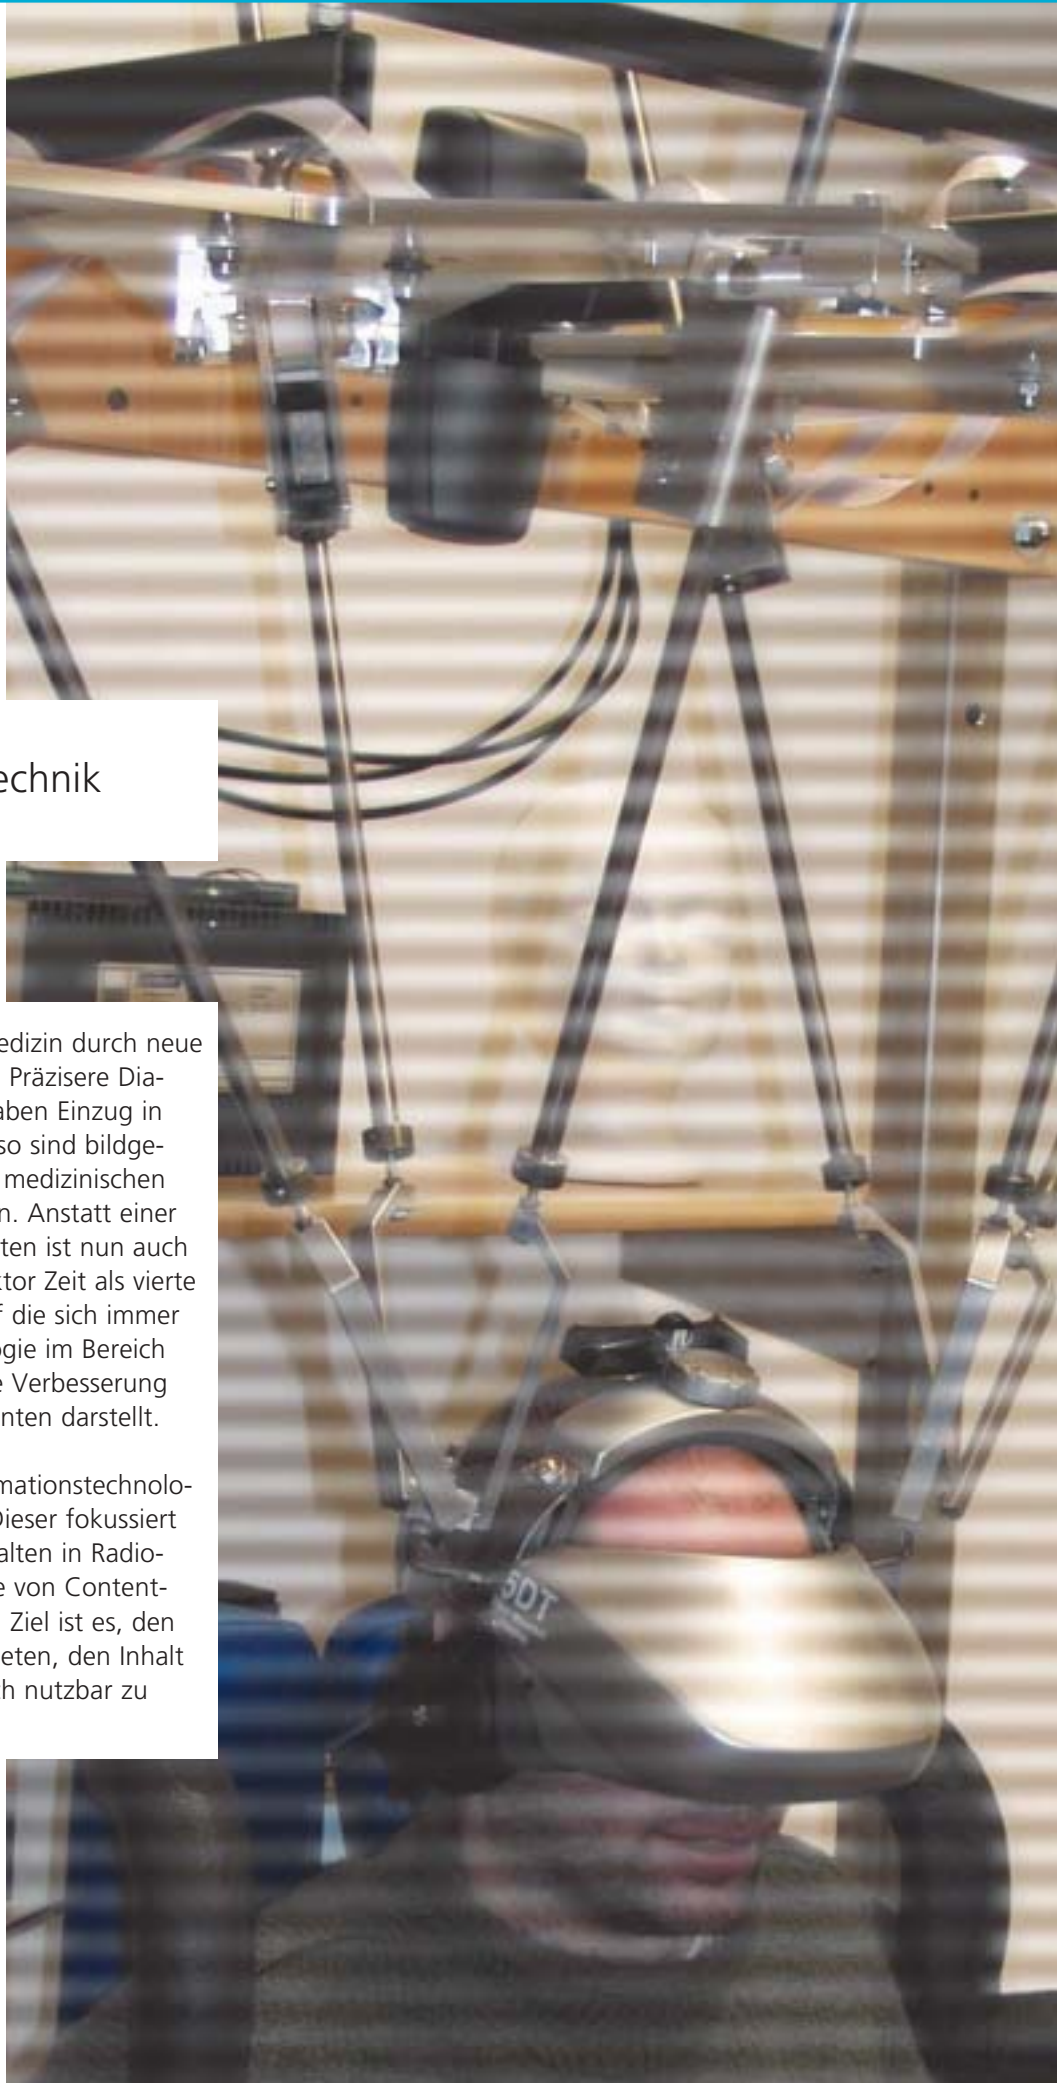 echnik
edizin durch neue
Präzisere Dia-
aben Einzug in
so sind bildge-
medizinischen
n. Anstatt einer
ten ist nun auch
ktor Zeit als vierte
f die sich immer
ogie im Bereich
e Verbesserung
nten darstellt.
mationstechnolo-
Dieser fokussiert
alten in Radio-
e von Content-
Ziel ist es, den
ieten, den Inhalt
ch nutzbar zu
5DT